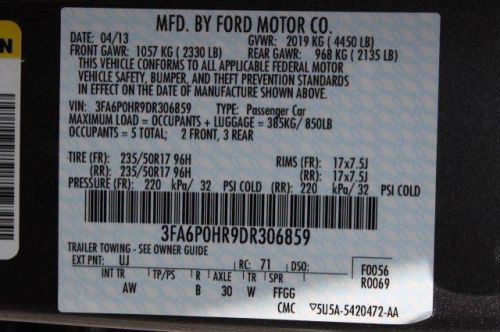 MFD. BY FORD MOTOR CO.
DATE: 04/13 GVWR: 2019 KG ( 4450 LB)
FRONT GAWR: 1057 KG ( 2330 LB) REAR GAWR: 968 KG ( 2135 LB)
THIS VEHICLE CONFORMS TO ALL APPLICABLE FEDERAL MOTOR
VEHICLE SAFETY, BUMPER, AND THEFT PREVENTION STANDARDS
IN EFFECT ON THE DATE OF MANUFACTURE SHOWN ABOVE.
VIN: 3FA6P0HR9DR306859 TYPE: Passenger Car
MAXIMUM LOAD = OCCUPANTS + LUGGAGE = 385KG/ 850LB
OCCUPANTS = 5 TOTAL; 2 FRONT, 3 REAR
TIRE (FR): 235/50R17 96H RIMS (FR): 17x7.5J
(RR): 235/50R17 96H (RR): 17x7.5J
PRESSURE (FR): 220 kPa/ 32 PSI COLD (RR): 220 kPa/ 32 PSI COLD
3FA6P0HR9DR306859
TRAILER TOWING - SEE OWNER GUIDE
EXT PNT: UJ RC: 71 DSO: F0056
INT TR TP/PS R AXLE TR SPR R0069
AW B 30 W FFGG
CMC 5U5A-5420472-AA